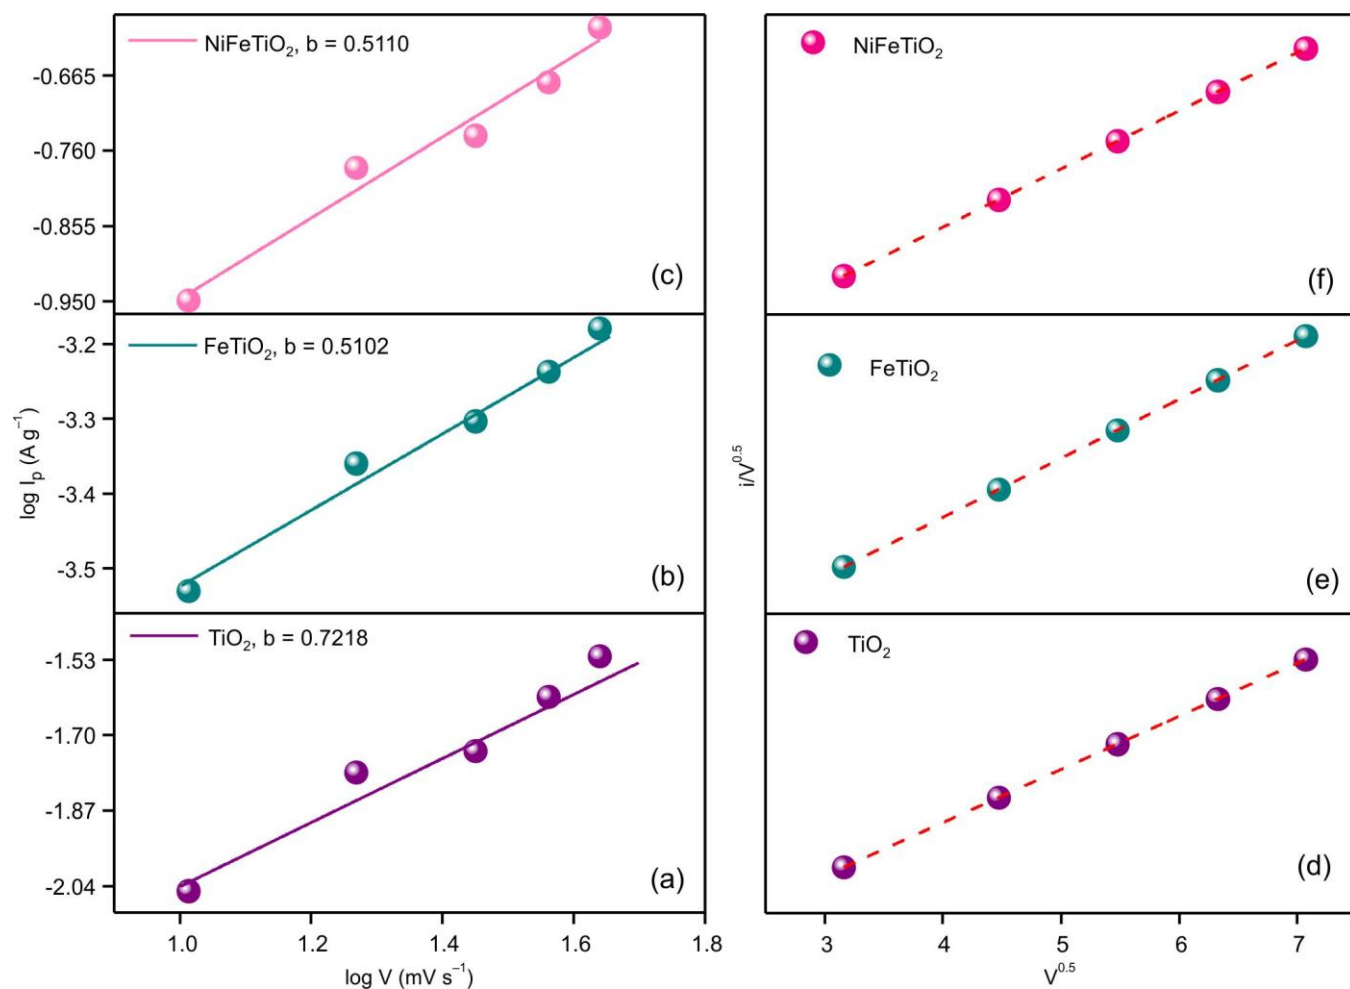 NiFeTiO₂, b = 0.5110
-0.665
-0.760
-0.855
-0.950
(c)
FeTiO₂, b = 0.5102
-3.2
-3.3
-3.4
-3.5
(b)
log Iₚ (A g⁻¹)
TiO₂, b = 0.7218
-1.53
-1.70
-1.87
-2.04
(a)
1.0 1.2 1.4 1.6 1.8
log V (mV s⁻¹)
NiFeTiO₂
(f)
FeTiO₂
(e)
i/V⁰·⁵
TiO₂
(d)
3 4 5 6 7
V⁰·⁵